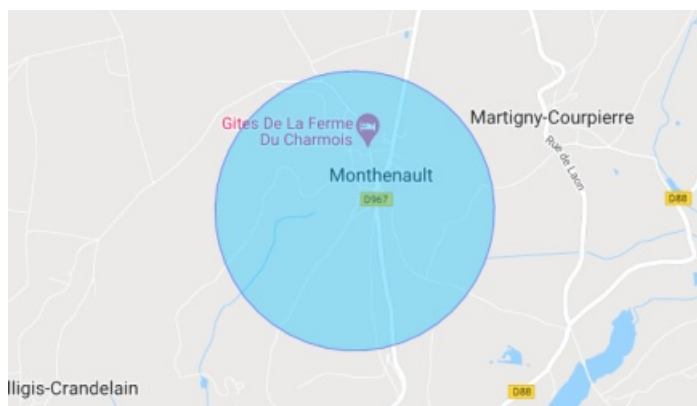 Gites De La Ferme
Du Charmois
Martigny-Courpierre
Rue de Laon
Monthenault
D967
D88
lligis-Crandelain
D88